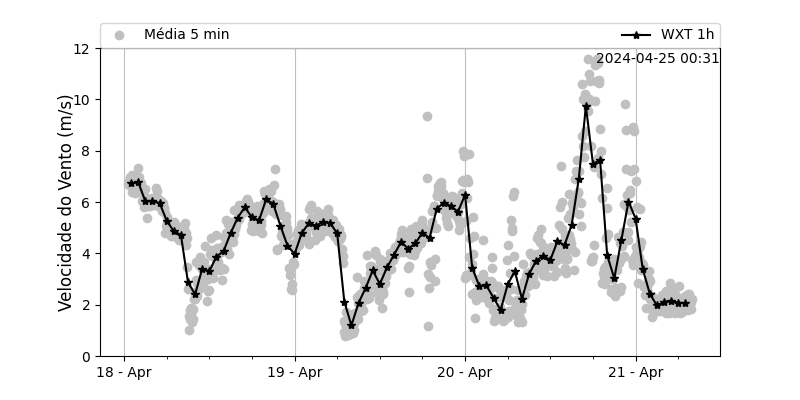 Média 5 min
WXT 1h
2024-04-25 00:31
Velocidade do Vento (m/s)
12
10
8
6
4
2
0
18 - Apr
19 - Apr
20 - Apr
21 - Apr